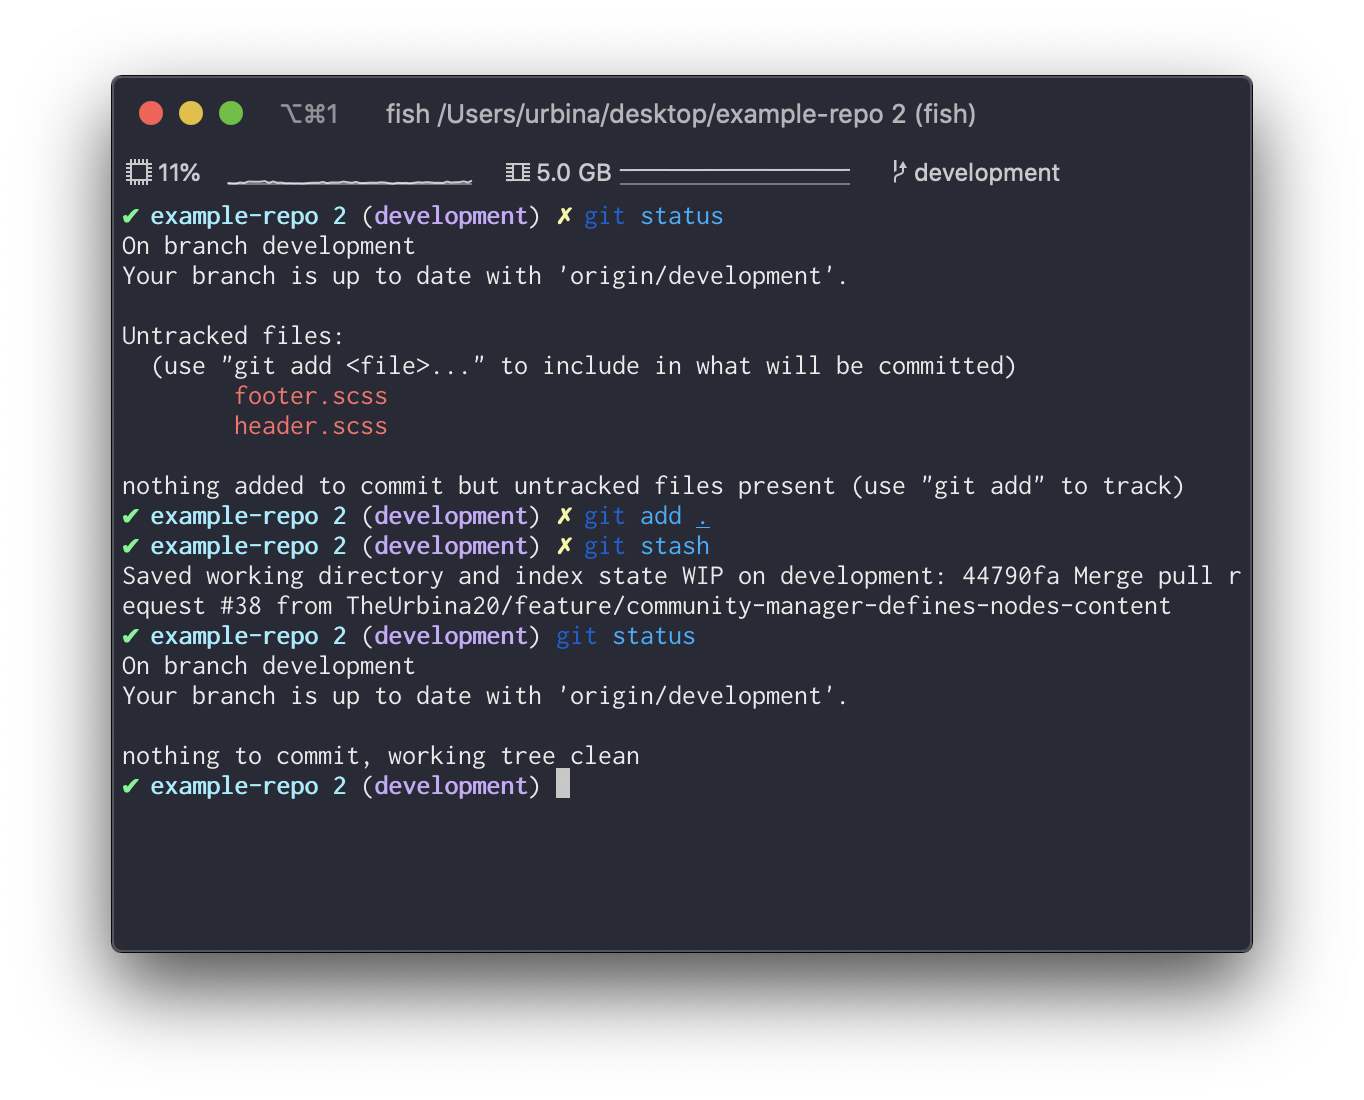 ⌥⌘1 fish /Users/urbina/desktop/example-repo 2 (fish)
11% 5.0 GB development
✔ example-repo 2 (development) ✗ git status
On branch development
Your branch is up to date with 'origin/development'.
Untracked files:
(use "git add <file>..." to include in what will be committed)
footer.scss
header.scss
nothing added to commit but untracked files present (use "git add" to track)
✔ example-repo 2 (development) ✗ git add .
✔ example-repo 2 (development) ✗ git stash
Saved working directory and index state WIP on development: 44790fa Merge pull r
equest #38 from TheUrbina20/feature/community-manager-defines-nodes-content
✔ example-repo 2 (development) git status
On branch development
Your branch is up to date with 'origin/development'.
nothing to commit, working tree clean
✔ example-repo 2 (development)